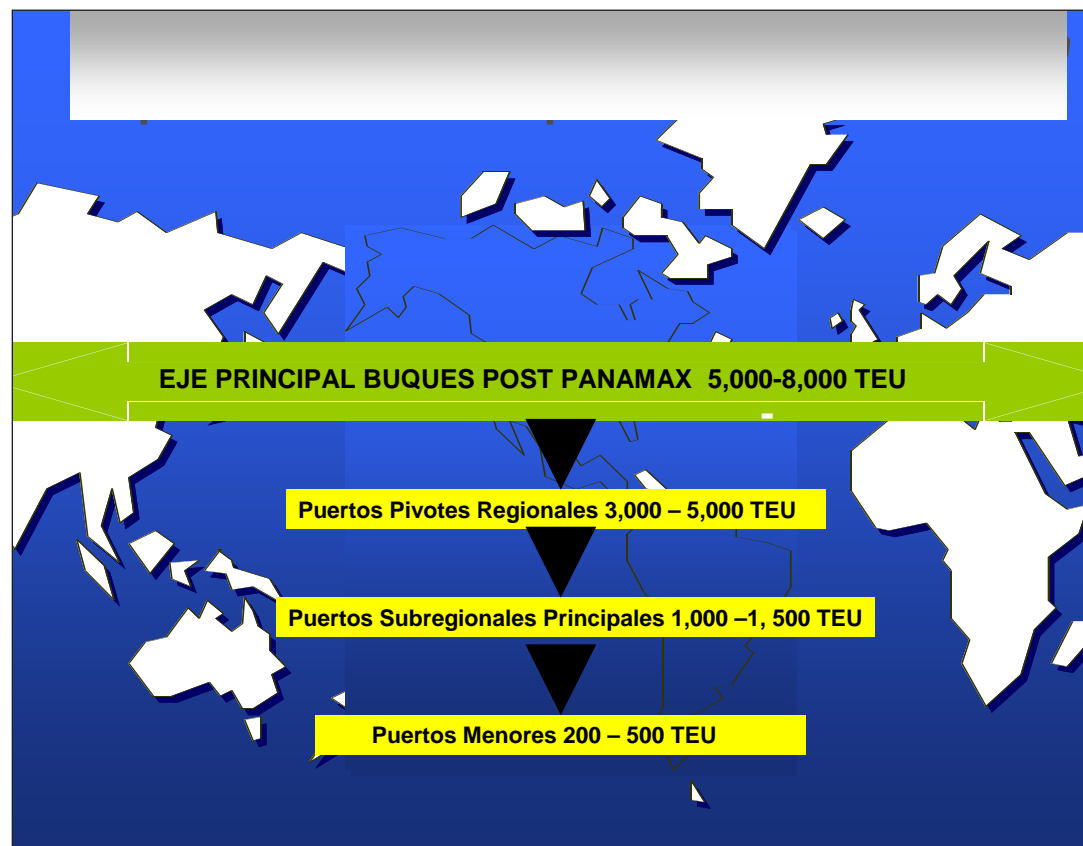 EJE PRINCIPAL BUQUES POST PANAMAX 5,000-8,000 TEU
Puertos Pivotes Regionales 3,000 – 5,000 TEU
Puertos Subregionales Principales 1,000 –1, 500 TEU
Puertos Menores 200 – 500 TEU